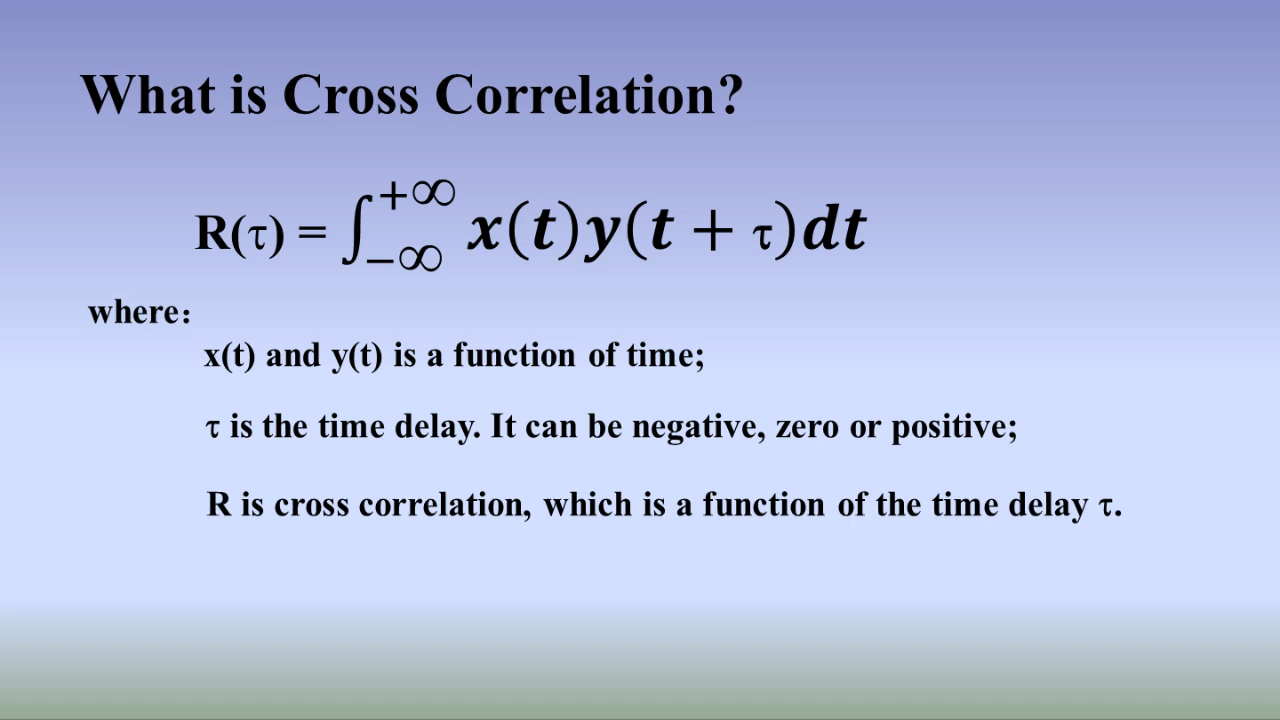 What is Cross Correlation?
R(τ) = ∫₋∞⁺∞ x(t)y(t + τ)dt
where：
x(t) and y(t) is a function of time;
τ is the time delay. It can be negative, zero or positive;
R is cross correlation, which is a function of the time delay τ.